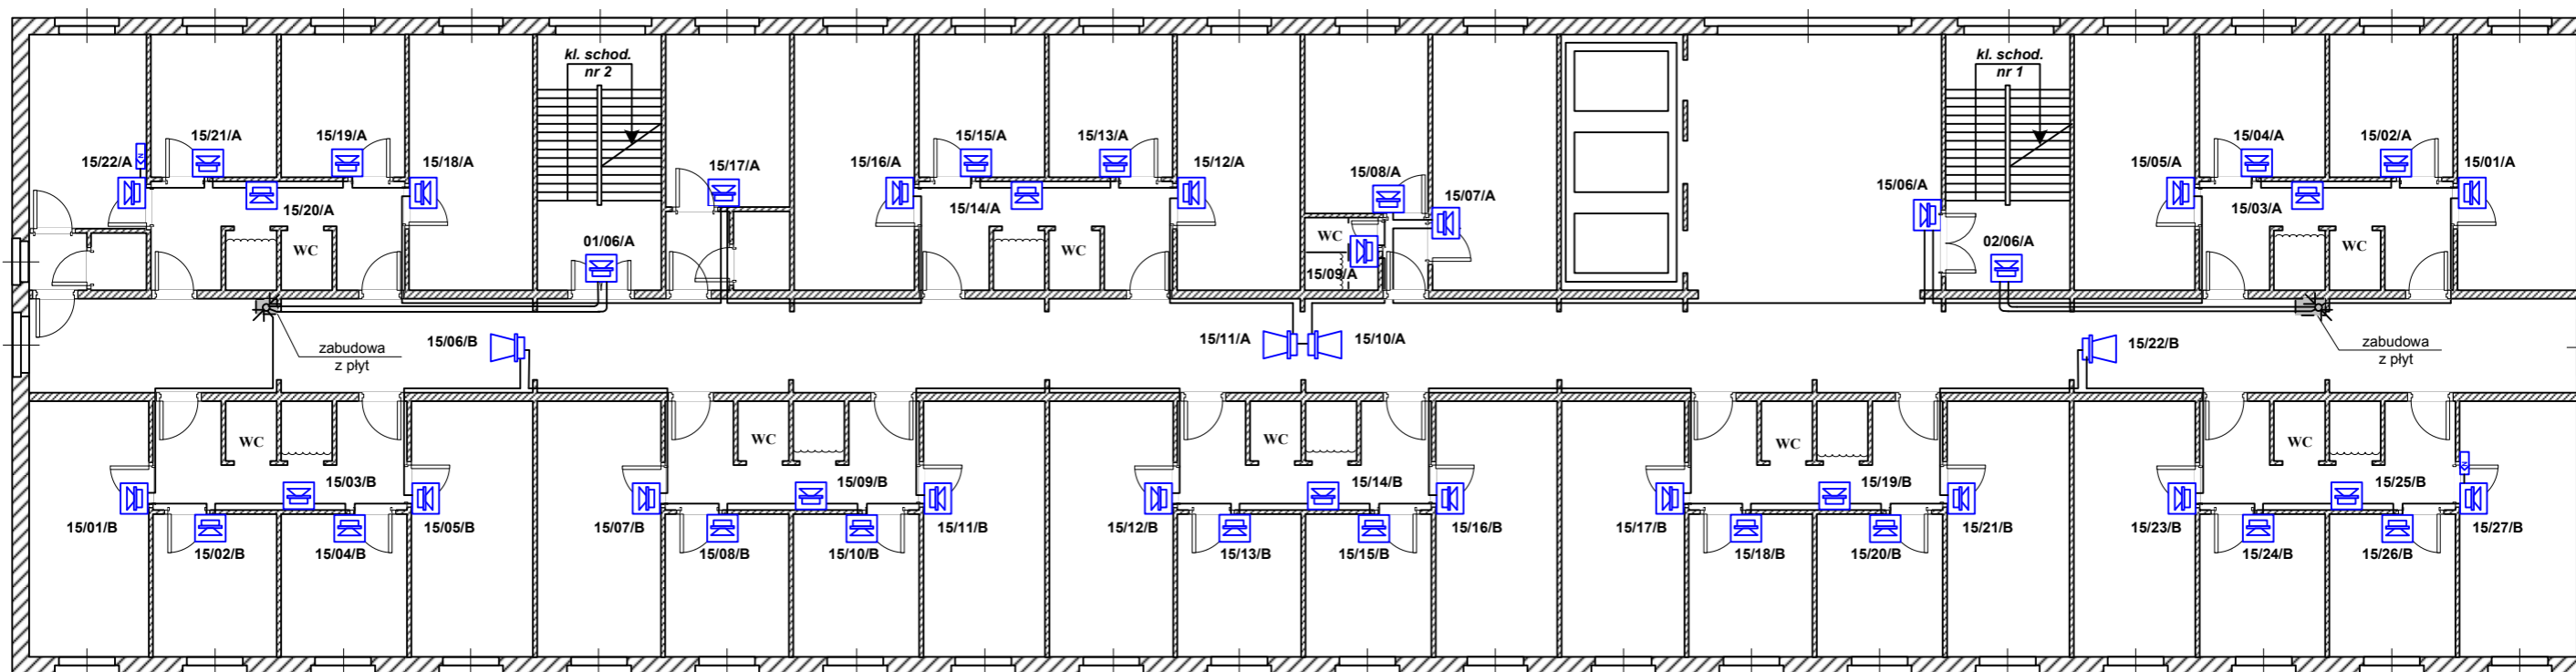 kl. schod.
nr 2
kl. schod.
nr 1
15/22/A
15/21/A
15/19/A
15/18/A
15/17/A
15/16/A
15/15/A
15/13/A
15/12/A
15/08/A
15/07/A
15/06/A
15/05/A
15/04/A
15/02/A
15/01/A
15/20/A
15/14/A
15/03/A
WC
01/06/A
WC
WC
15/09/A
02/06/A
WC
zabudowa
z płyt
15/06/B
15/11/A
15/10/A
15/22/B
zabudowa
z płyt
WC
WC
WC
WC
WC
15/03/B
15/09/B
15/14/B
15/19/B
15/25/B
15/01/B
15/05/B
15/07/B
15/11/B
15/12/B
15/16/B
15/17/B
15/21/B
15/23/B
15/27/B
15/02/B
15/04/B
15/08/B
15/10/B
15/13/B
15/15/B
15/18/B
15/20/B
15/24/B
15/26/B